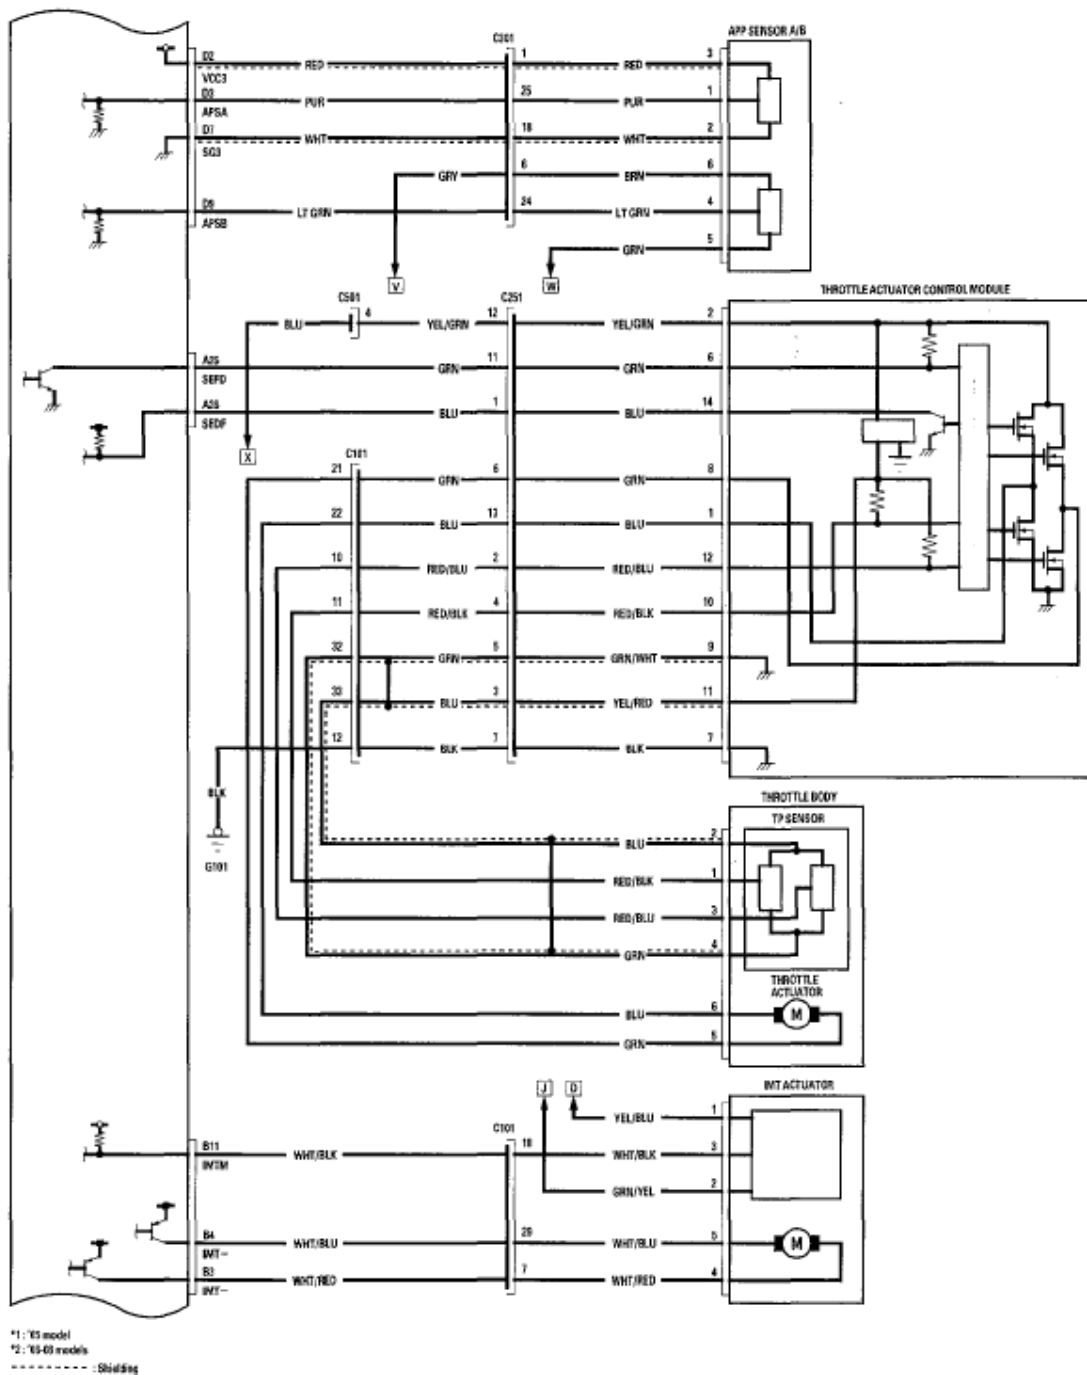 C301
APP SENSOR A/B
D2
1
3
RED
RED
VCC3
D3
25
1
PUR
PUR
APSA
D7
18
2
WHT
WHT
SG3
6
6
GRY
BRN
D9
24
4
LT GRN
LT GRN
APSB
5
GRN
V
W
C501
C251
THROTTLE ACTUATOR CONTROL MODULE
4
12
2
BLU
YEL/GRN
YEL/GRN
A25
11
6
GRN
GRN
SEFD
A26
1
14
BLU
BLU
SEDF
X
C101
21
6
8
GRN
GRN
22
13
1
BLU
BLU
10
2
12
RED/BLU
RED/BLU
11
4
10
RED/BLK
RED/BLK
32
5
9
GRN
GRN/WHT
33
3
11
BLU
YEL/RED
12
7
7
BLK
BLK
BLK
G101
THROTTLE BODY
TP SENSOR
2
BLU
1
RED/BLK
3
RED/BLU
4
GRN
THROTTLE
ACTUATOR
6
M
BLU
5
GRN
J
D
IMT ACTUATOR
1
YEL/BLU
C101
B11
18
3
WHT/BLK
WHT/BLK
IMTM
2
GRN/YEL
B4
29
5
M
WHT/BLU
WHT/BLU
IMT−
B3
7
4
WHT/RED
WHT/RED
IMT−
*1 : '05 model
*2 : '06-08 models
: Shielding